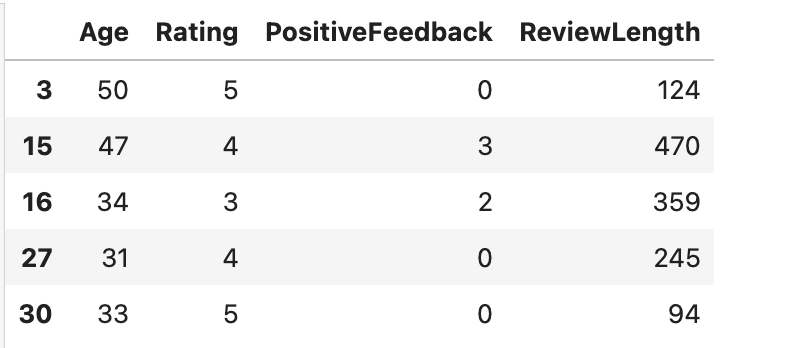 Age Rating PositiveFeedback ReviewLength
3 50 5 0 124
15 47 4 3 470
16 34 3 2 359
27 31 4 0 245
30 33 5 0 94